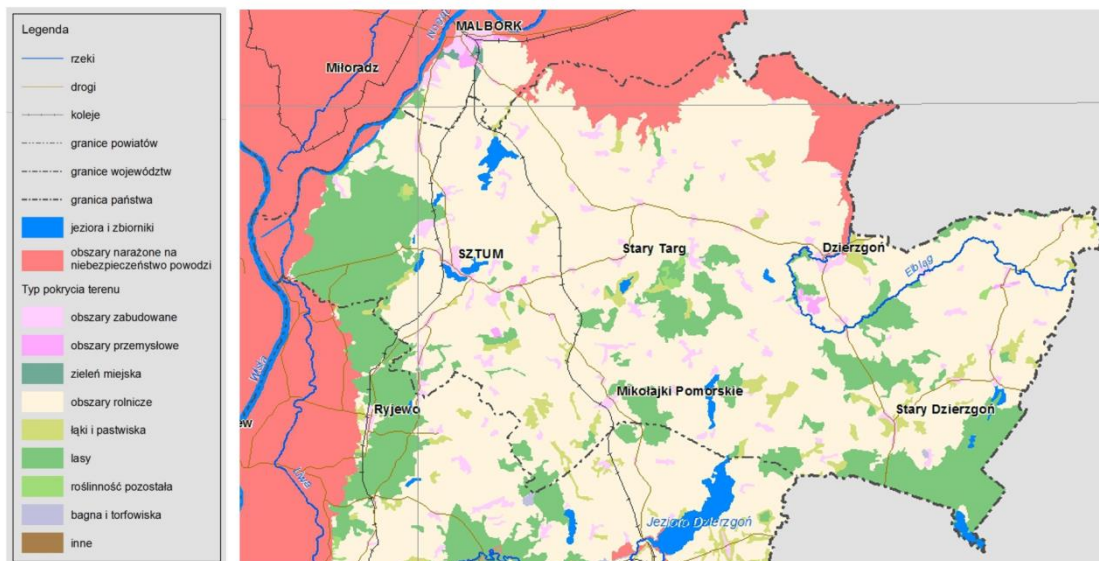 Legenda
rzeki
drogi
koleje
granice powiatów
granice województw
granica państwa
jeziora i zbiorniki
obszary narażone na
niebezpieczeństwo powodzi
Typ pokrycia terenu
obszary zabudowane
obszary przemysłowe
zieleń miejska
obszary rolnicze
łąki i pastwiska
lasy
roślinność pozostała
bagna i torfowiska
inne
MALBORK
Nogat
Miłoradz
SZTUM
Stary Targ
Dzierzgoń
Elbląg
Wisła
Ryjewo
ew
Mikołajki Pomorskie
Stary Dzierzgoń
Liwa
Jezioro Dzierzgoń